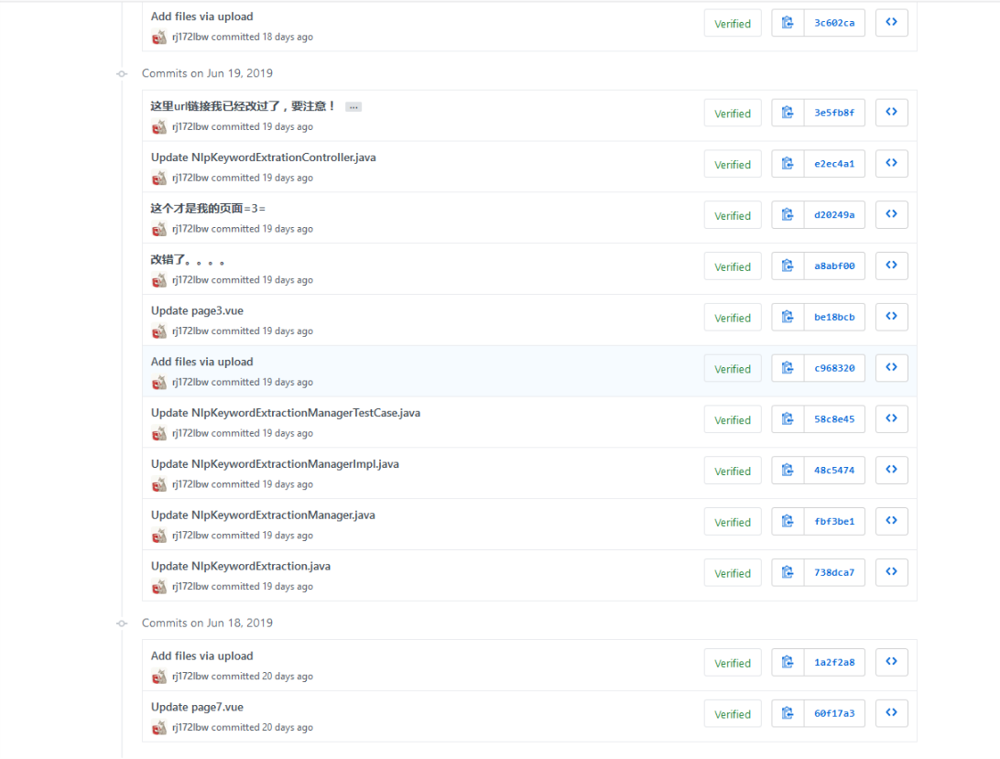 Add files via upload
Verified
3c602ca
rj172lbw committed 18 days ago
Commits on Jun 19, 2019
这里url链接我已经改过了，要注意！ …
Verified
3e5fb8f
rj172lbw committed 19 days ago
Update NlpKeywordExtrationController.java
Verified
e2ec4a1
rj172lbw committed 19 days ago
这个才是我的页面=3=
Verified
d20249a
rj172lbw committed 19 days ago
改错了。。。。
Verified
a8abf00
rj172lbw committed 19 days ago
Update page3.vue
Verified
be18bcb
rj172lbw committed 19 days ago
Add files via upload
Verified
c968320
rj172lbw committed 19 days ago
Update NlpKeywordExtractionManagerTestCase.java
Verified
58c8e45
rj172lbw committed 19 days ago
Update NlpKeywordExtractionManagerImpl.java
Verified
48c5474
rj172lbw committed 19 days ago
Update NlpKeywordExtractionManager.java
Verified
fbf3be1
rj172lbw committed 19 days ago
Update NlpKeywordExtraction.java
Verified
738dca7
rj172lbw committed 19 days ago
Commits on Jun 18, 2019
Add files via upload
Verified
1a2f2a8
rj172lbw committed 20 days ago
Update page7.vue
Verified
60f17a3
rj172lbw committed 20 days ago